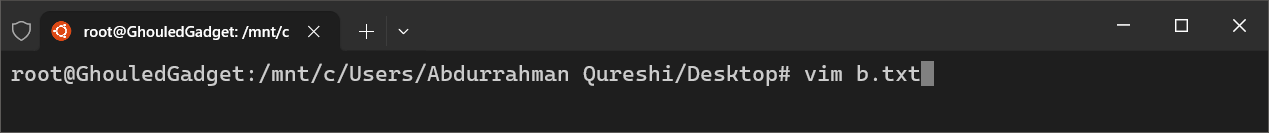 root@GhouledGadget: /mnt/c
root@GhouledGadget:/mnt/c/Users/Abdurrahman Qureshi/Desktop# vim b.txt